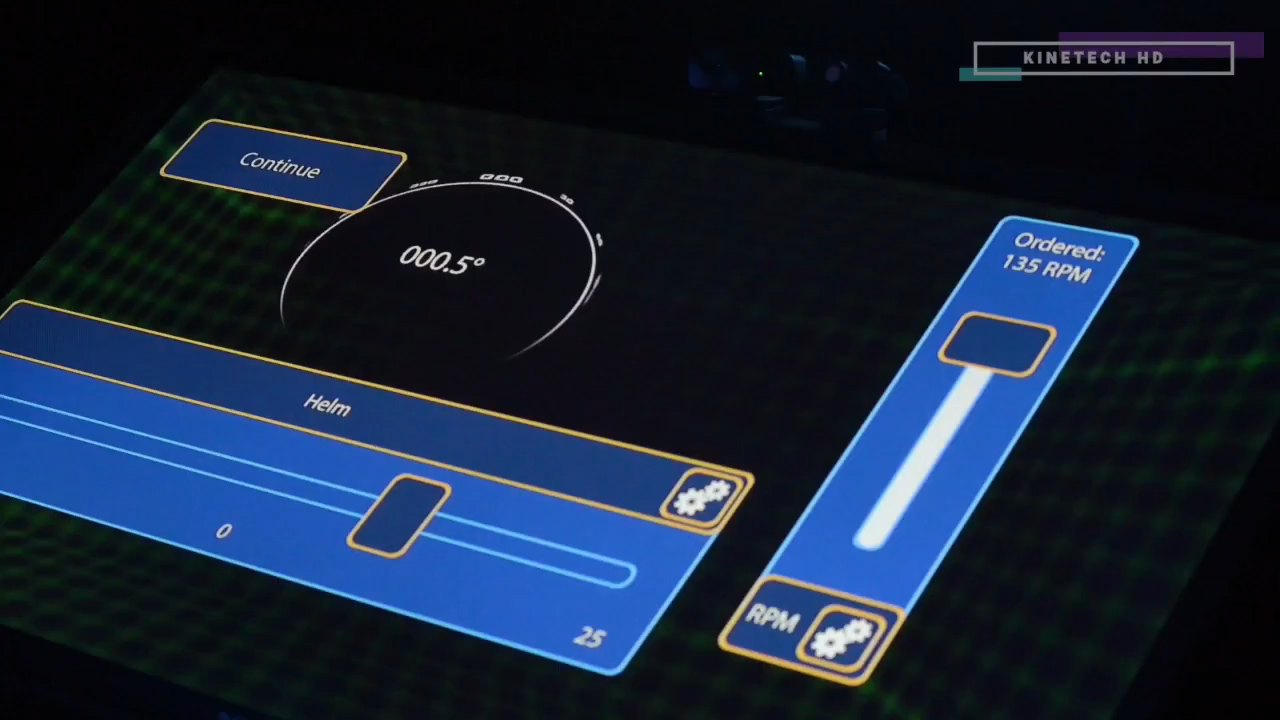 KINETECH HD
Continue
000.5°
Ordered:
135 RPM
Helm
0
25
RPM